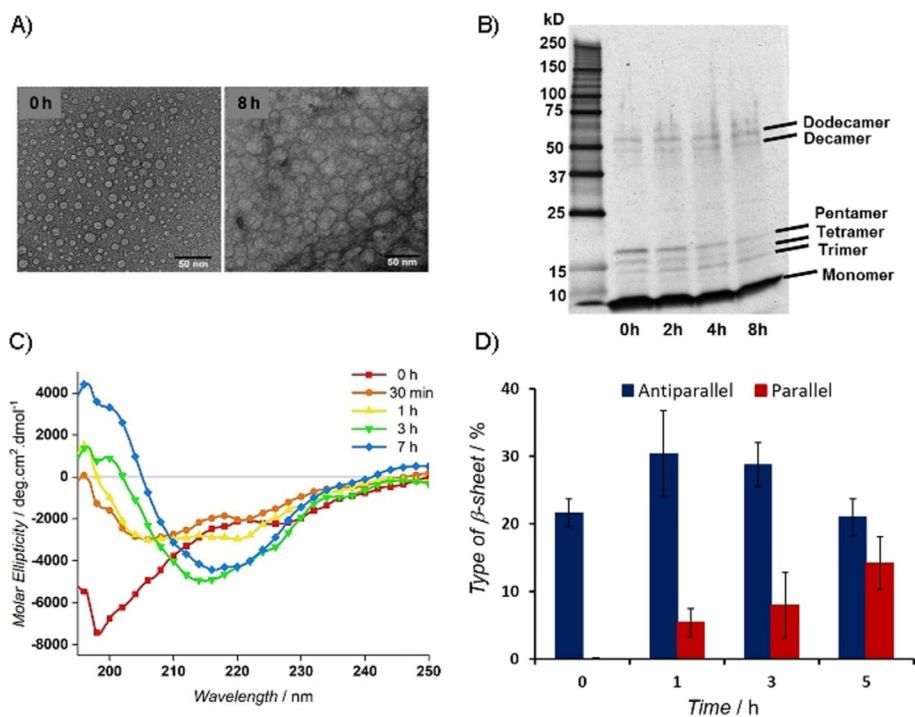 A)
0 h
50 nm
8h
50 nm
B)
kD
250
150
100
75
50
37
25
15
10
Dodecamer
Decamer
Pentamer
Tetramer
Trimer
Monomer
0h 2h 4h 8h
C)
Molar Ellipticity / deg.cm².dmol⁻¹
4000
2000
0
-2000
-4000
-6000
-8000
200 210 220 230 240 250
Wavelength / nm
0 h
30 min
1 h
3 h
7 h
D)
Type of β-sheet / %
40
30
20
10
0
Antiparallel Parallel
0 1 3 5
Time / h